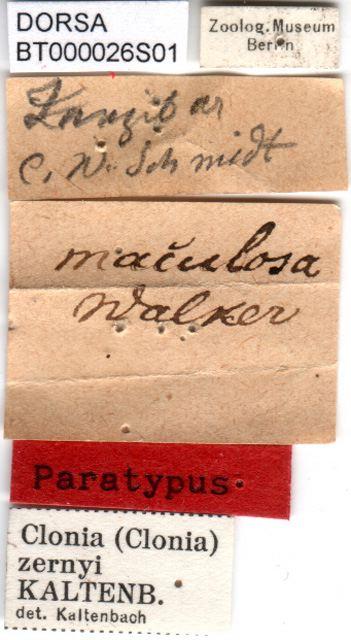 DORSA
BT000026S01
Zoolog. Museum
Berlin
Zanzibar
C. W. Schmidt
maculosa
Walker
Paratypus
Clonia (Clonia)
zernyi
KALTENB.
det. Kaltenbach